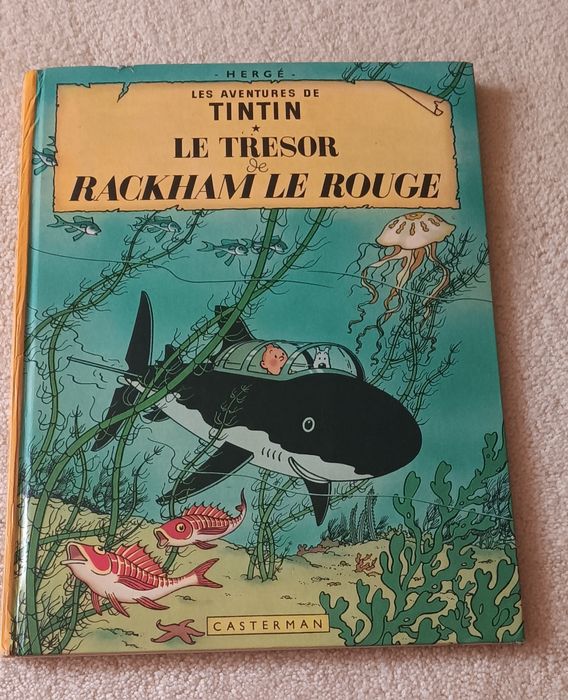 - HERGÉ -
LES AVENTURES DE
TINTIN
★
LE TRESOR
de
RACKHAM LE ROUGE
CASTERMAN